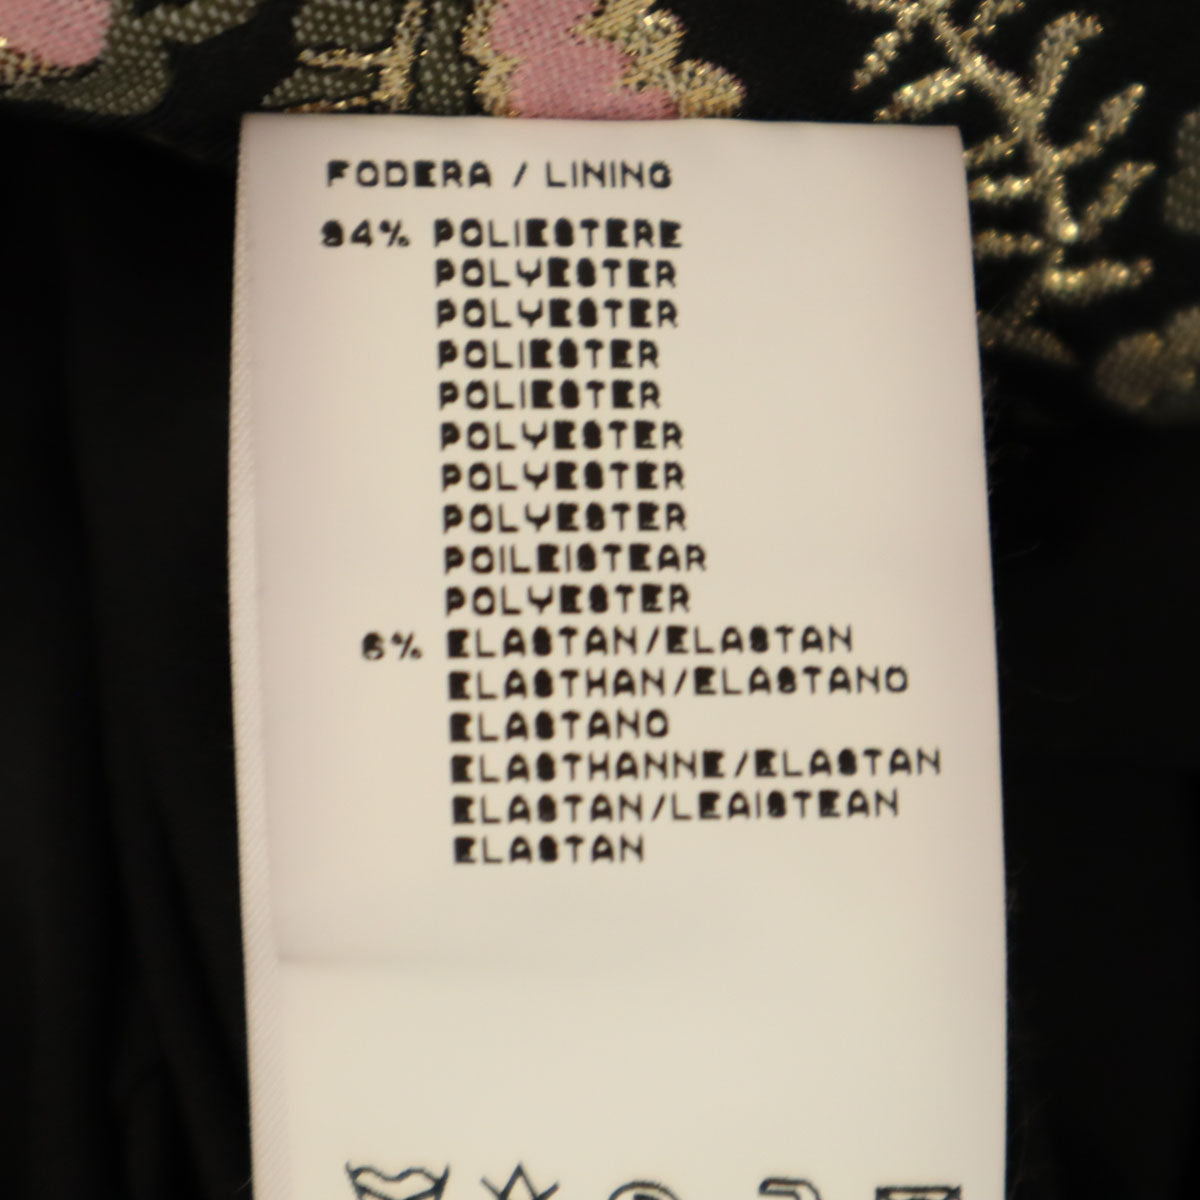 FODERA / LINING
94% POLIESTERE
POLYESTER
POLYESTER
POLIESTER
POLIESTER
POLYESTER
POLYESTER
POLYESTER
POILEISTEAR
POLYESTER
6% ELASTAN/ELASTAN
ELASTHAN/ELASTANO
ELASTANO
ELASTHANNE/ELASTAN
ELASTAN/LEAISTEAN
ELASTAN